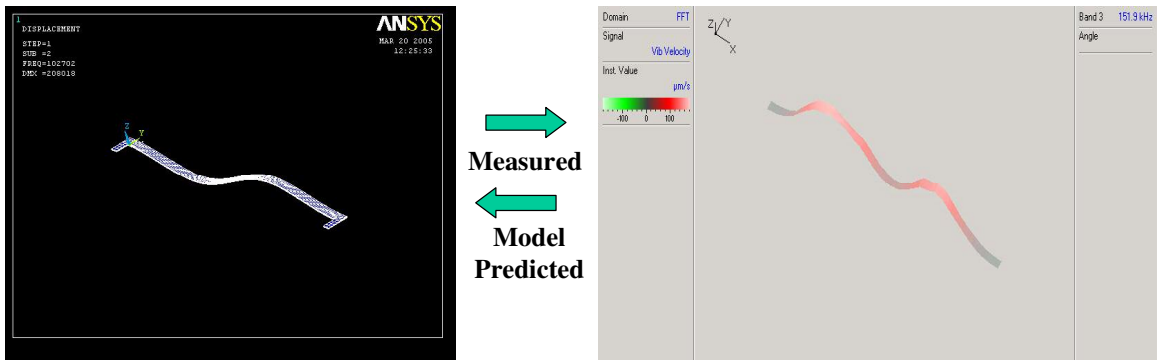 1
DISPLACEMENT
STEP=1
SUB =2
FREQ=102702
DMX =208018
ANSYS
MAR 20 2005
12:25:33
Z
Y
Measured
Model
Predicted
Domain FFT
Signal
Vib Velocity
Inst. Value
µm/s
-100 0 100
Z Y
X
Band 3 151.9 kHz
Angle